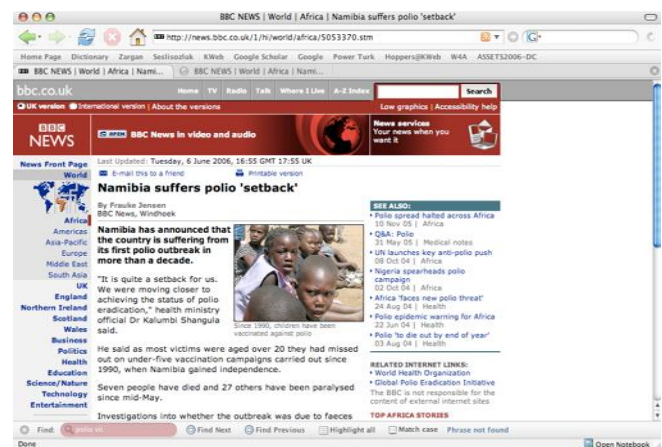 BBC NEWS | World | Africa | Namibia suffers polio 'setback'
http://news.bbc.co.uk/1/hi/world/africa/5053370.stm
Home Page Dictionary Zargan Seslisozluk KWeb Google Scholar Google Power Turk Hoppers@KWeb W4A ASSETS2006-DC
BBC NEWS | World | Africa | Nami... BBC NEWS | World | Africa | Nami...
bbc.co.uk Home TV Radio Talk Where I Live A-Z Index Search
UK version International version | About the versions Low graphics | Accessibility help
BBC NEWS
OPEN BBC News in video and audio
News services
Your news when you want it
News Front Page
World
Africa
Americas
Asia-Pacific
Europe
Middle East
South Asia
UK
England
Northern Ireland
Scotland
Wales
Business
Politics
Health
Education
Science/Nature
Technology
Entertainment
Last Updated: Tuesday, 6 June 2006, 16:55 GMT 17:55 UK
E-mail this to a friend Printable version
Namibia suffers polio 'setback'
By Frauke Jensen
BBC News, Windhoek
Namibia has announced that
the country is suffering from
its first polio outbreak in
more than a decade.
"It is quite a setback for us.
We were moving closer to
achieving the status of polio
eradication," health ministry
official Dr Kalumbi Shangula
said.
Since 1990, children have been
vaccinated against polio
He said as most victims were aged over 20 they had missed
out on under-five vaccination campaigns carried out since
1990, when Namibia gained independence.
Seven people have died and 27 others have been paralysed
since mid-May.
Investigations into whether the outbreak was due to faeces
SEE ALSO:
Polio spread halted across Africa
10 Nov 05 | Africa
Q&A: Polio
31 May 05 | Medical notes
UN launches key anti-polio push
08 Oct 04 | Africa
Nigeria spearheads polio
campaign
02 Oct 04 | Africa
Africa 'faces new polio threat'
24 Aug 04 | Health
Polio epidemic warning for Africa
22 Jun 04 | Health
Polio 'to die out by end of year'
03 Aug 04 | Health
RELATED INTERNET LINKS:
World Health Organization
Global Polio Eradication Initiative
The BBC is not responsible for the
content of external internet sites
TOP AFRICA STORIES
Find: Find Next Find Previous Highlight all Match case Phrase not found
Done Open Notebook